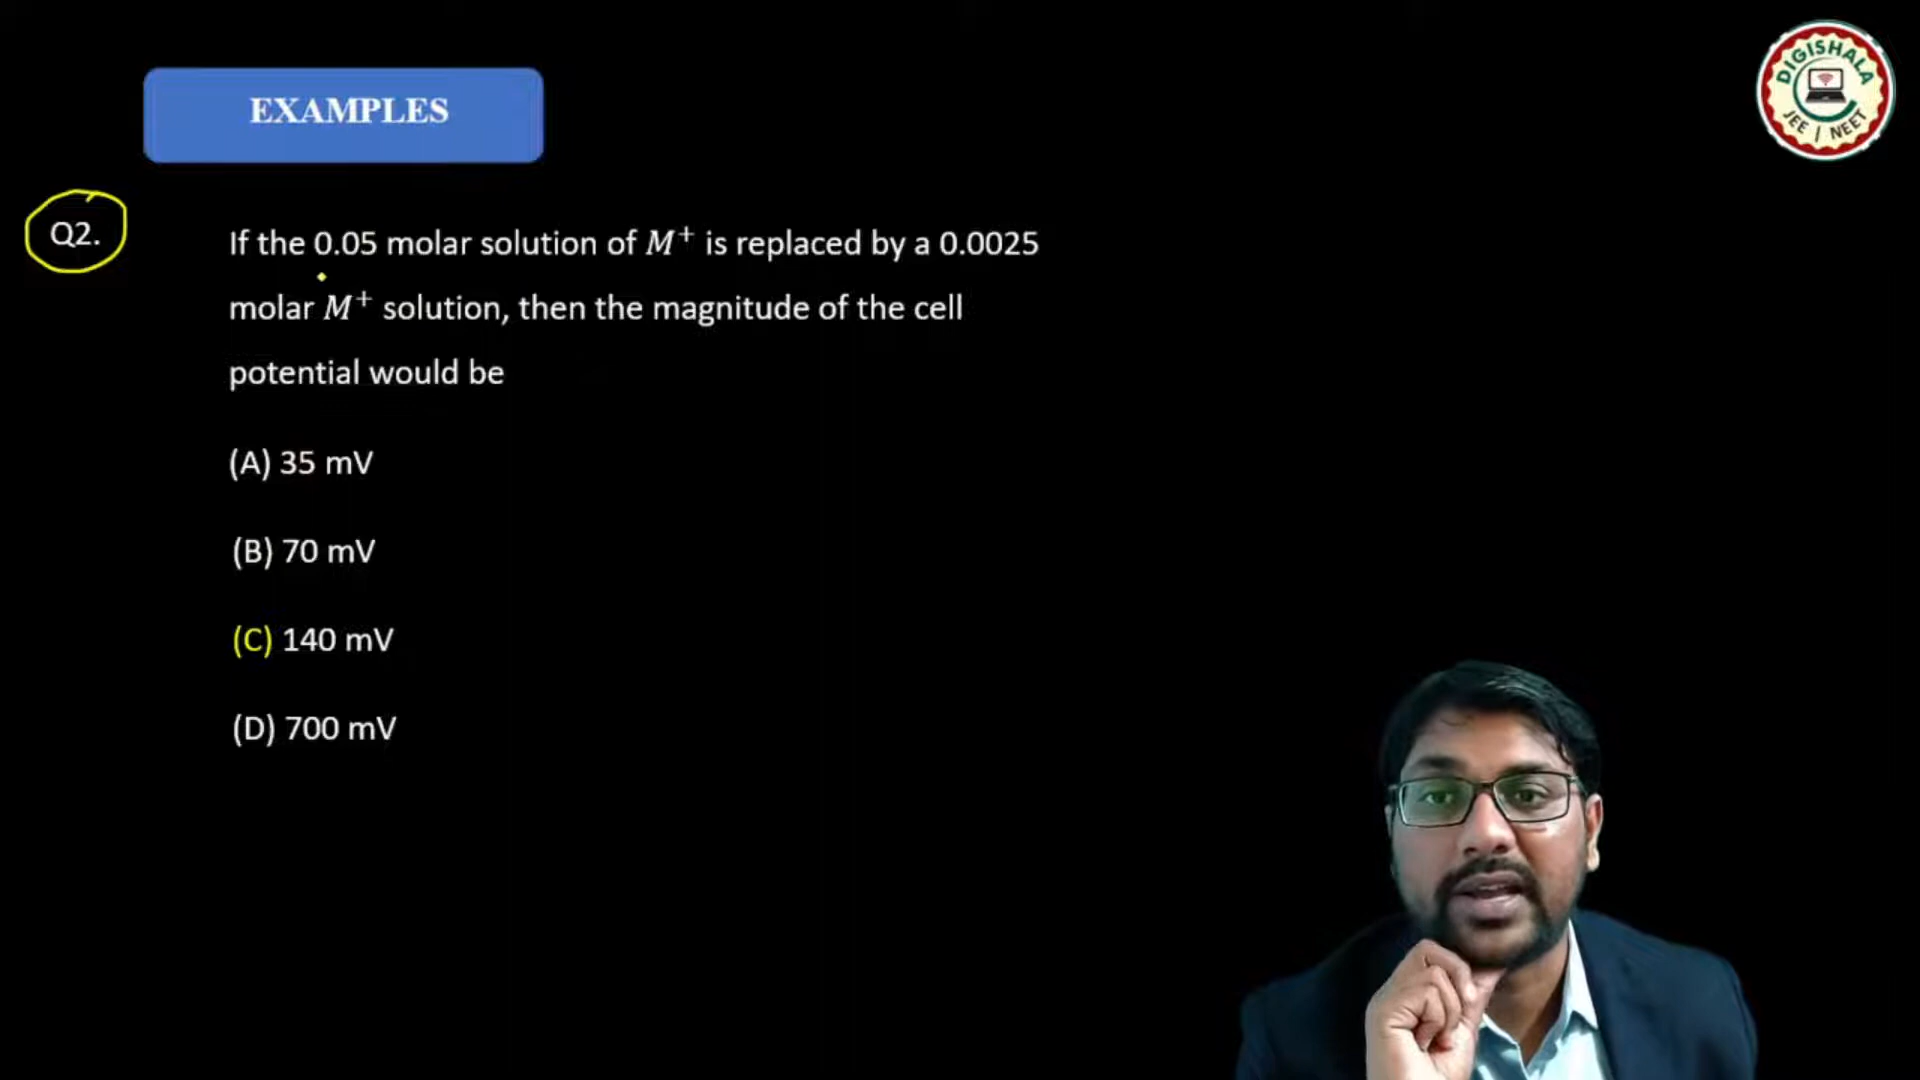 EXAMPLES
DIGISHALA
JEE | NEET
Q2.
If the 0.05 molar solution of M⁺ is replaced by a 0.0025
molar M⁺ solution, then the magnitude of the cell
potential would be
(A) 35 mV
(B) 70 mV
(C) 140 mV
(D) 700 mV